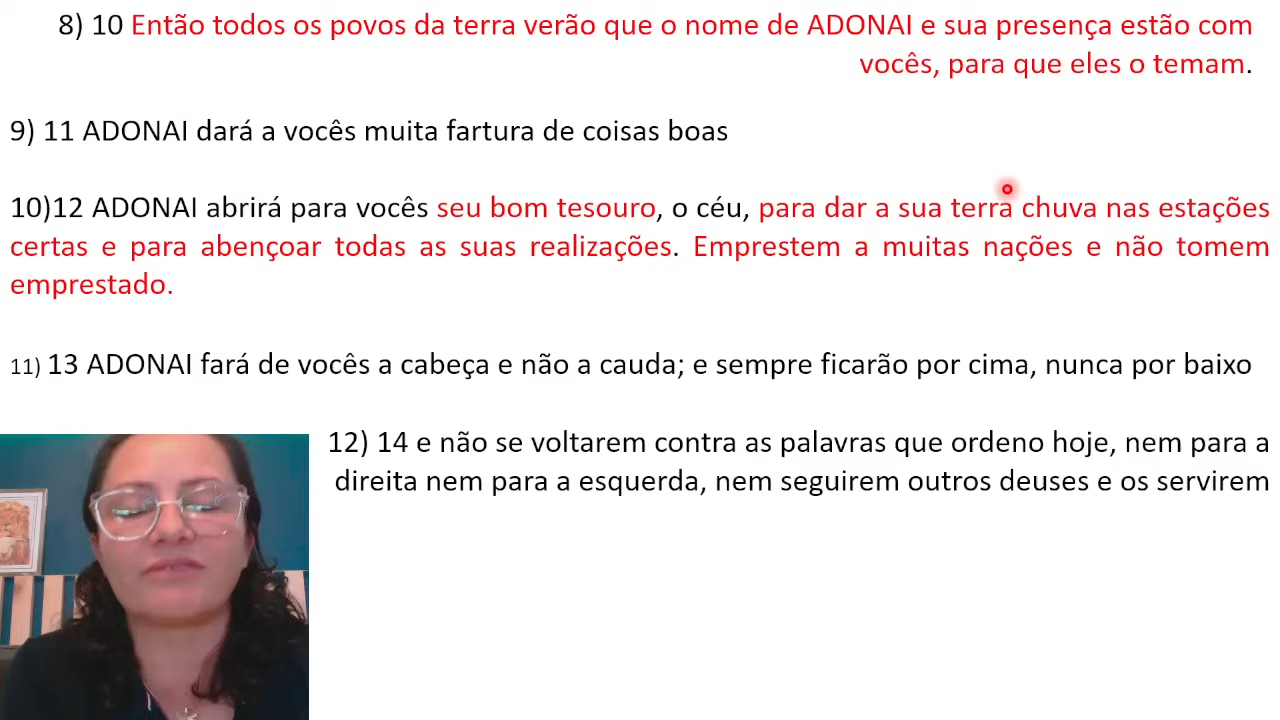 8) 10 Então todos os povos da terra verão que o nome de ADONAI e sua presença estão com
vocês, para que eles o temam.
9) 11 ADONAI dará a vocês muita fartura de coisas boas
10)12 ADONAI abrirá para vocês seu bom tesouro, o céu, para dar a sua terra chuva nas estações
certas e para abençoar todas as suas realizações. Emprestem a muitas nações e não tomem
emprestado.
11) 13 ADONAI fará de vocês a cabeça e não a cauda; e sempre ficarão por cima, nunca por baixo
12) 14 e não se voltarem contra as palavras que ordeno hoje, nem para a
direita nem para a esquerda, nem seguirem outros deuses e os servirem